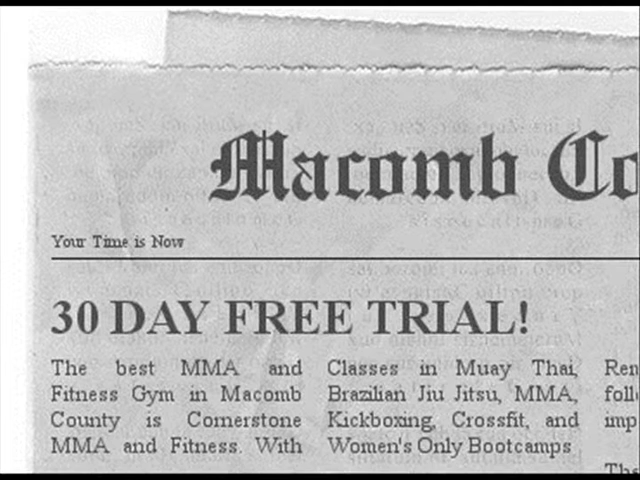 Macomb Co
Your Time is Now
30 DAY FREE TRIAL!
The best MMA and
Fitness Gym in Macomb
County is Cornerstone
MMA and Fitness. With
Classes in Muay Thai,
Brazilian Jiu Jitsu, MMA,
Kickboxing, Crossfit, and
Women's Only Bootcamps
Ren
foll
imp
The